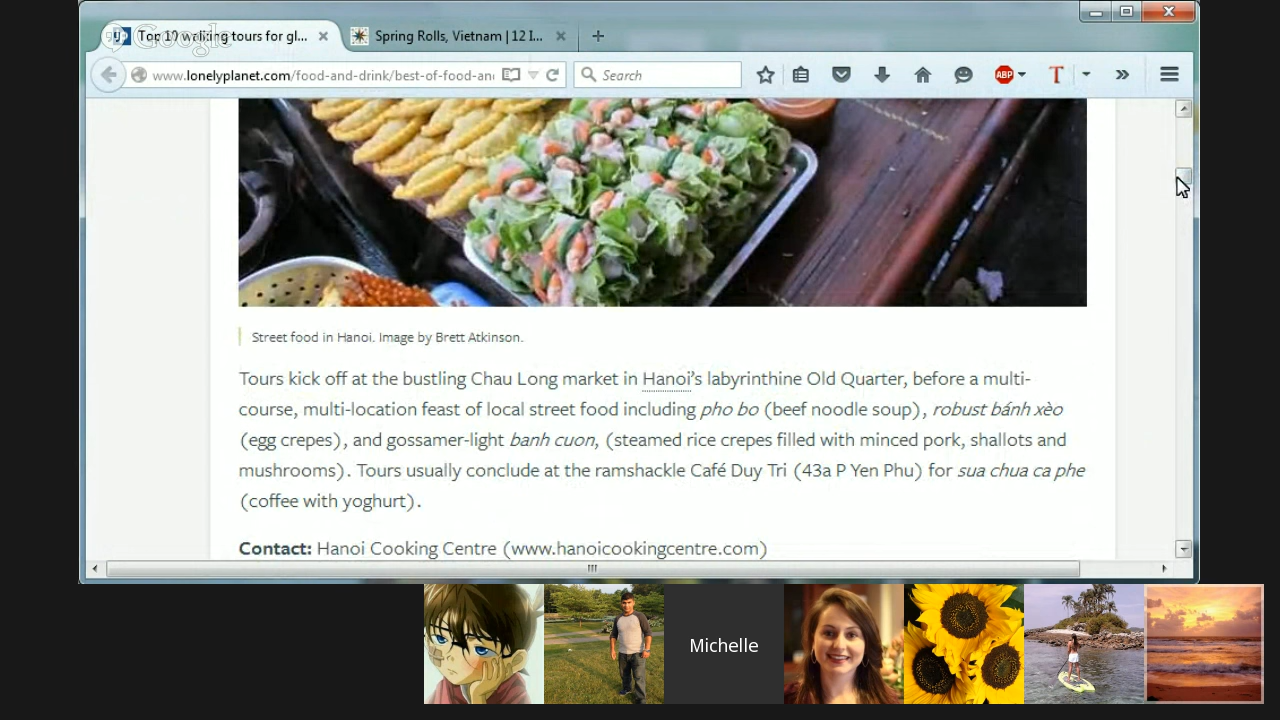 Top 10 walking tours for gl...
Spring Rolls, Vietnam | 12 I...
Google
www.lonelyplanet.com/food-and-drink/best-of-food-an
Search
ABP
T
Street food in Hanoi. Image by Brett Atkinson.
Tours kick off at the bustling Chau Long market in Hanoi's labyrinthine Old Quarter, before a multi-
course, multi-location feast of local street food including pho bo (beef noodle soup), robust bánh xèo
(egg crepes), and gossamer-light banh cuon, (steamed rice crepes filled with minced pork, shallots and
mushrooms). Tours usually conclude at the ramshackle Café Duy Tri (43a P Yen Phu) for sua chua ca phe
(coffee with yoghurt).
Contact: Hanoi Cooking Centre (www.hanoicookingcentre.com)
Michelle